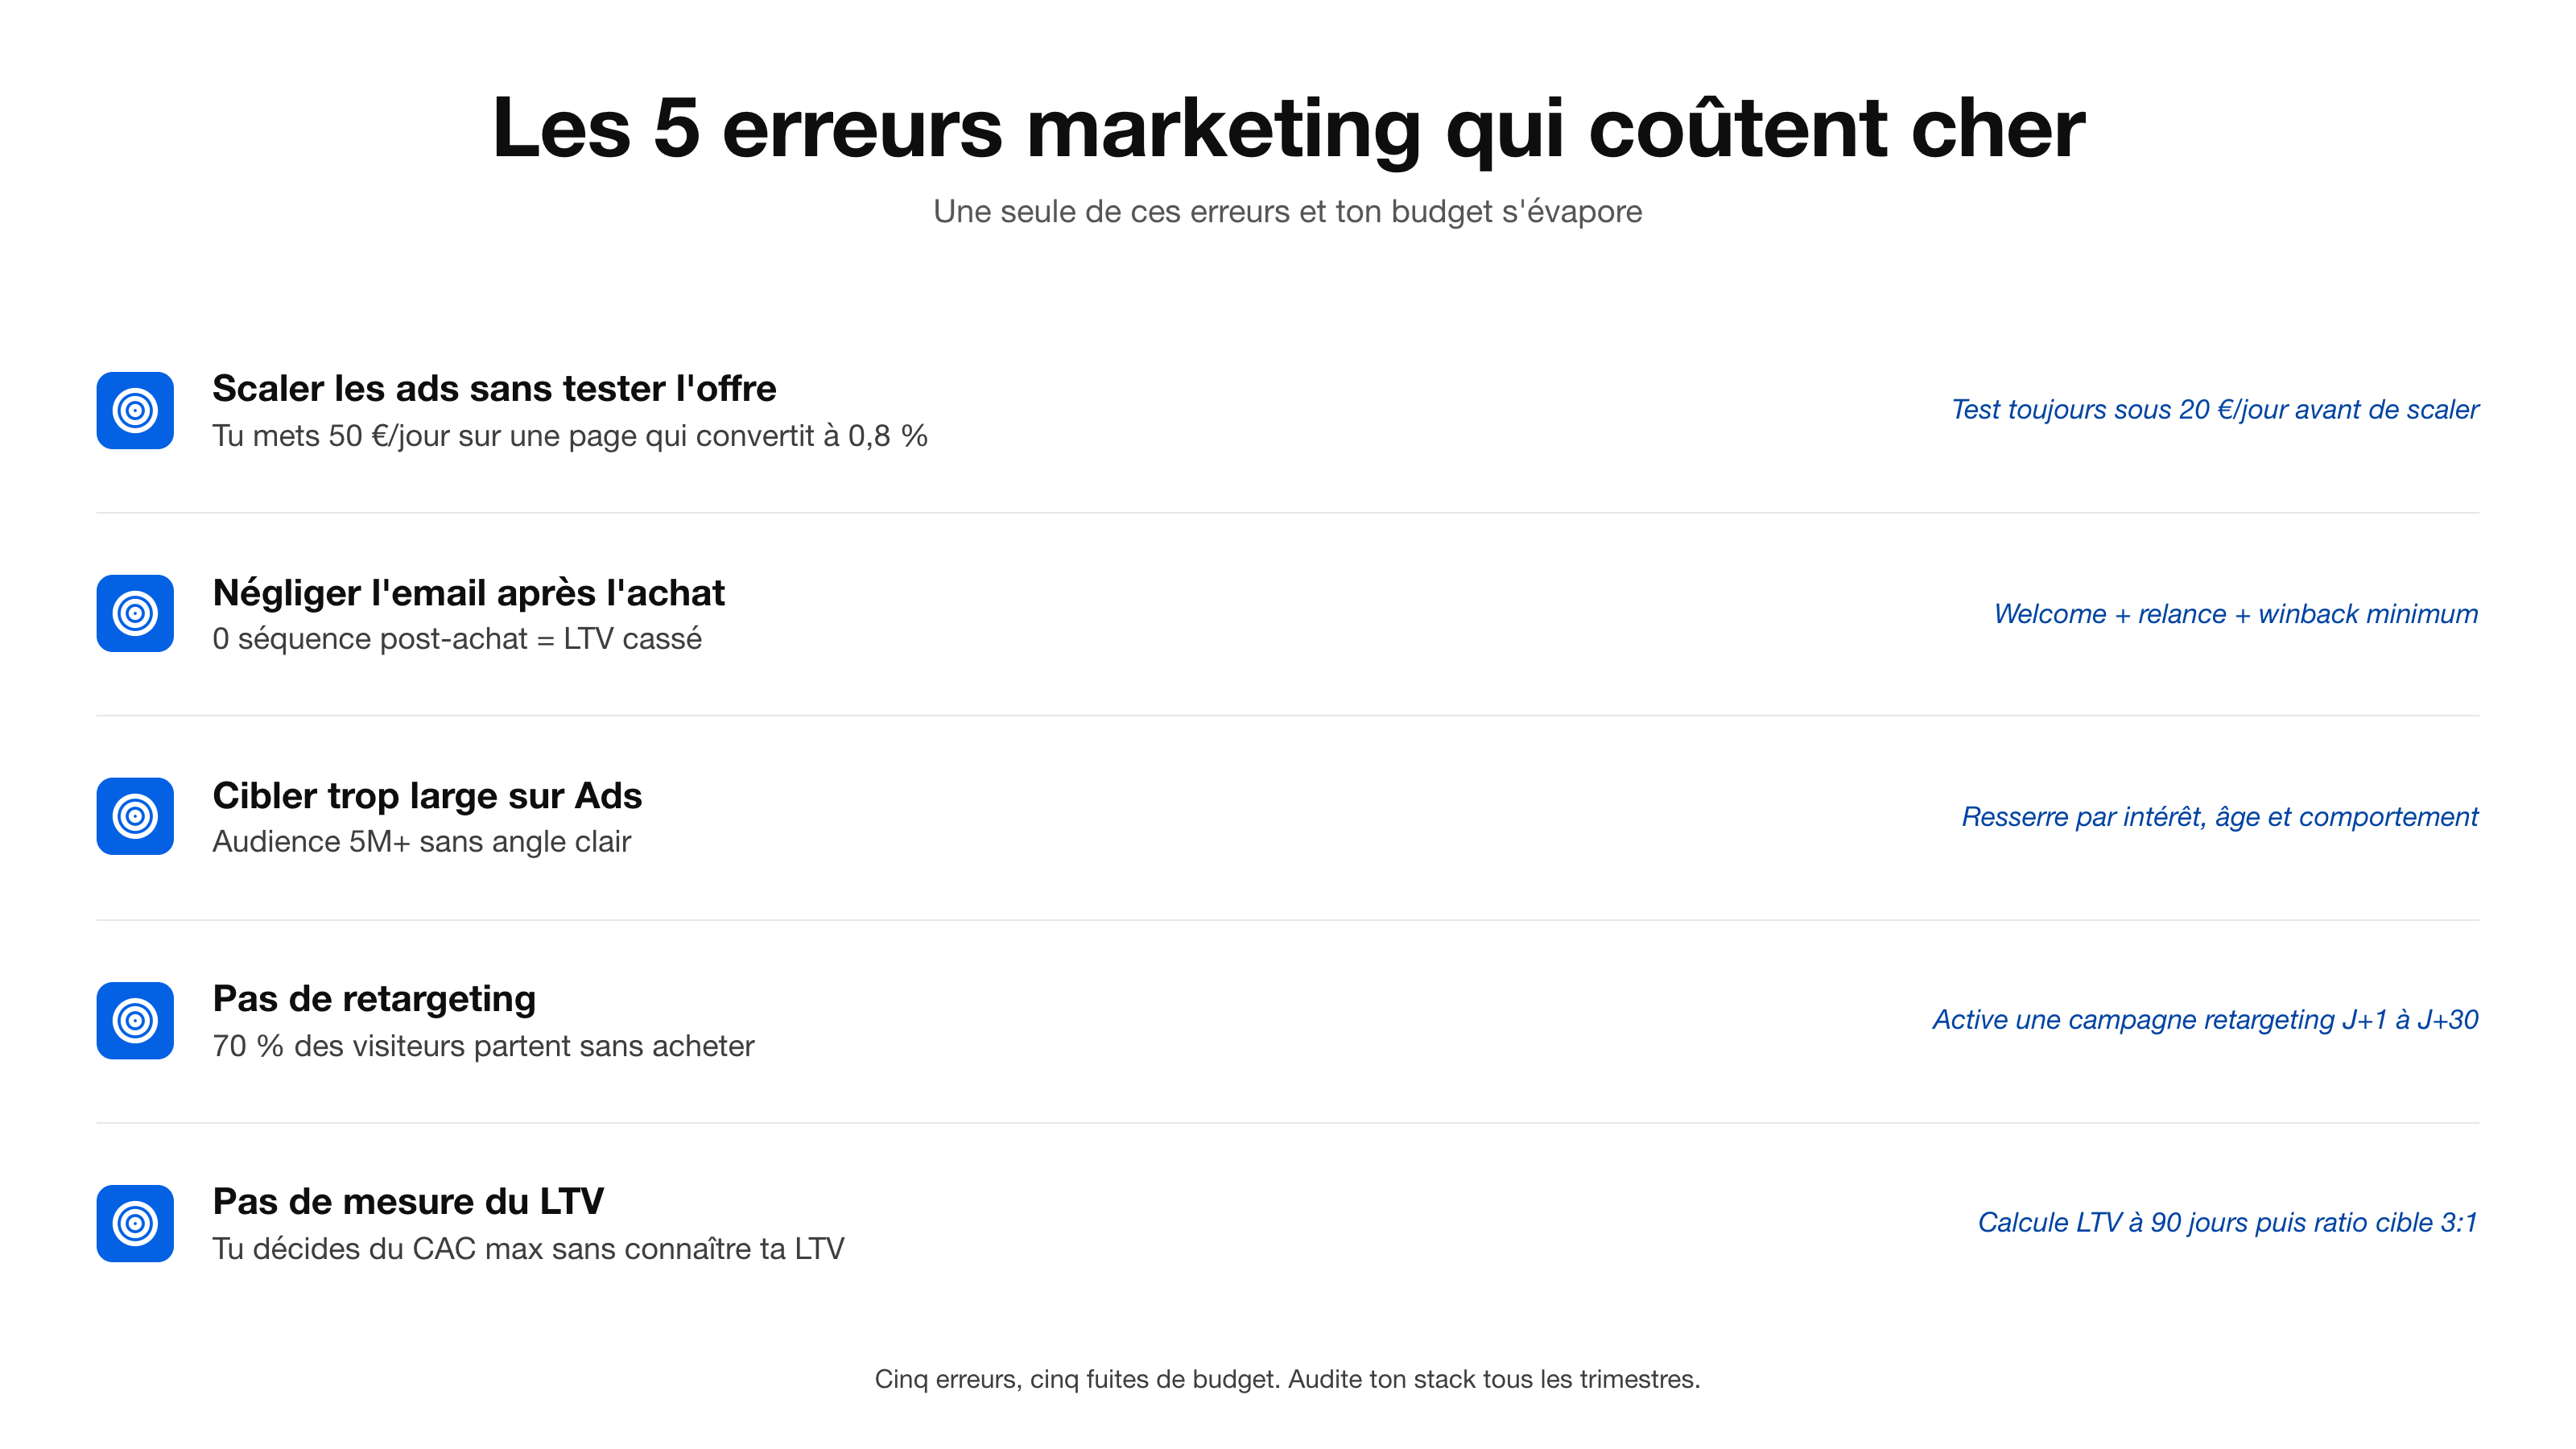 Les 5 erreurs marketing qui coûtent cher
Une seule de ces erreurs et ton budget s'évapore
Scaler les ads sans tester l'offre
Tu mets 50 €/jour sur une page qui convertit à 0,8 %
Test toujours sous 20 €/jour avant de scaler
Négliger l'email après l'achat
0 séquence post-achat = LTV cassé
Welcome + relance + winback minimum
Cibler trop large sur Ads
Audience 5M+ sans angle clair
Resserre par intérêt, âge et comportement
Pas de retargeting
70 % des visiteurs partent sans acheter
Active une campagne retargeting J+1 à J+30
Pas de mesure du LTV
Tu décides du CAC max sans connaître ta LTV
Calcule LTV à 90 jours puis ratio cible 3:1
Cinq erreurs, cinq fuites de budget. Audite ton stack tous les trimestres.